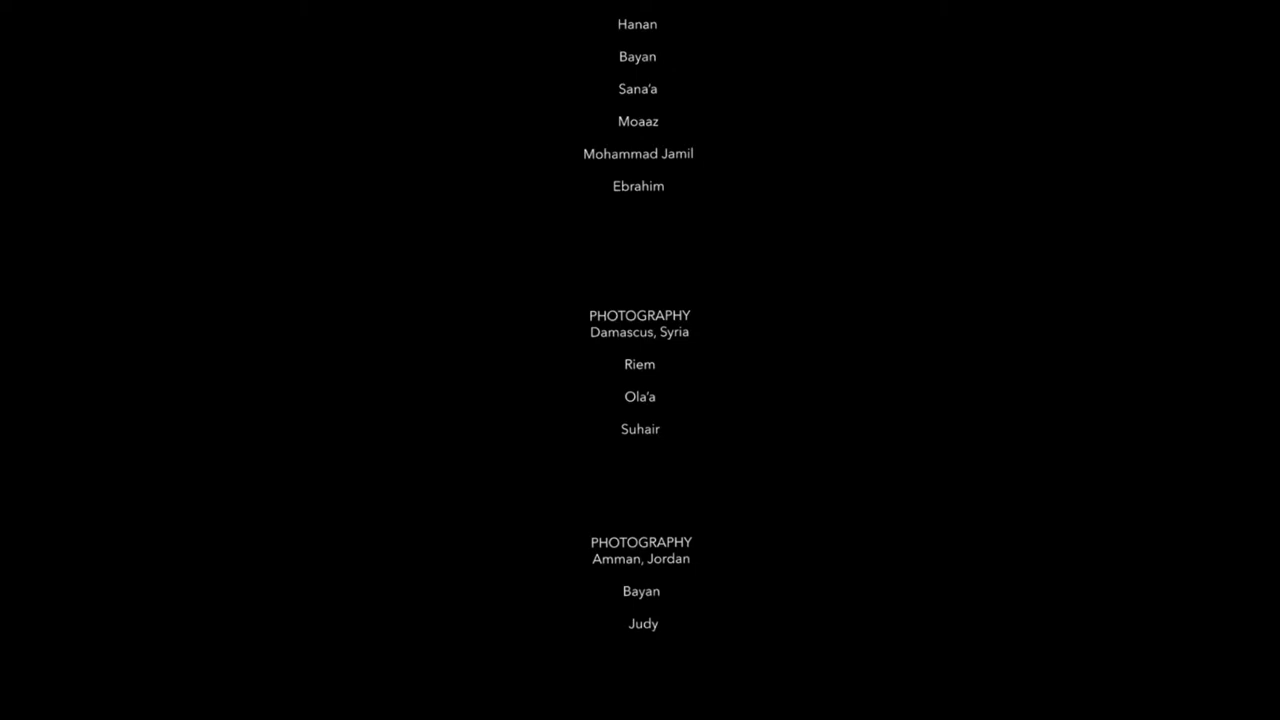 Hanan
Bayan
Sana'a
Moaaz
Mohammad Jamil
Ebrahim
PHOTOGRAPHY
Damascus, Syria
Riem
Ola'a
Suhair
PHOTOGRAPHY
Amman, Jordan
Bayan
Judy